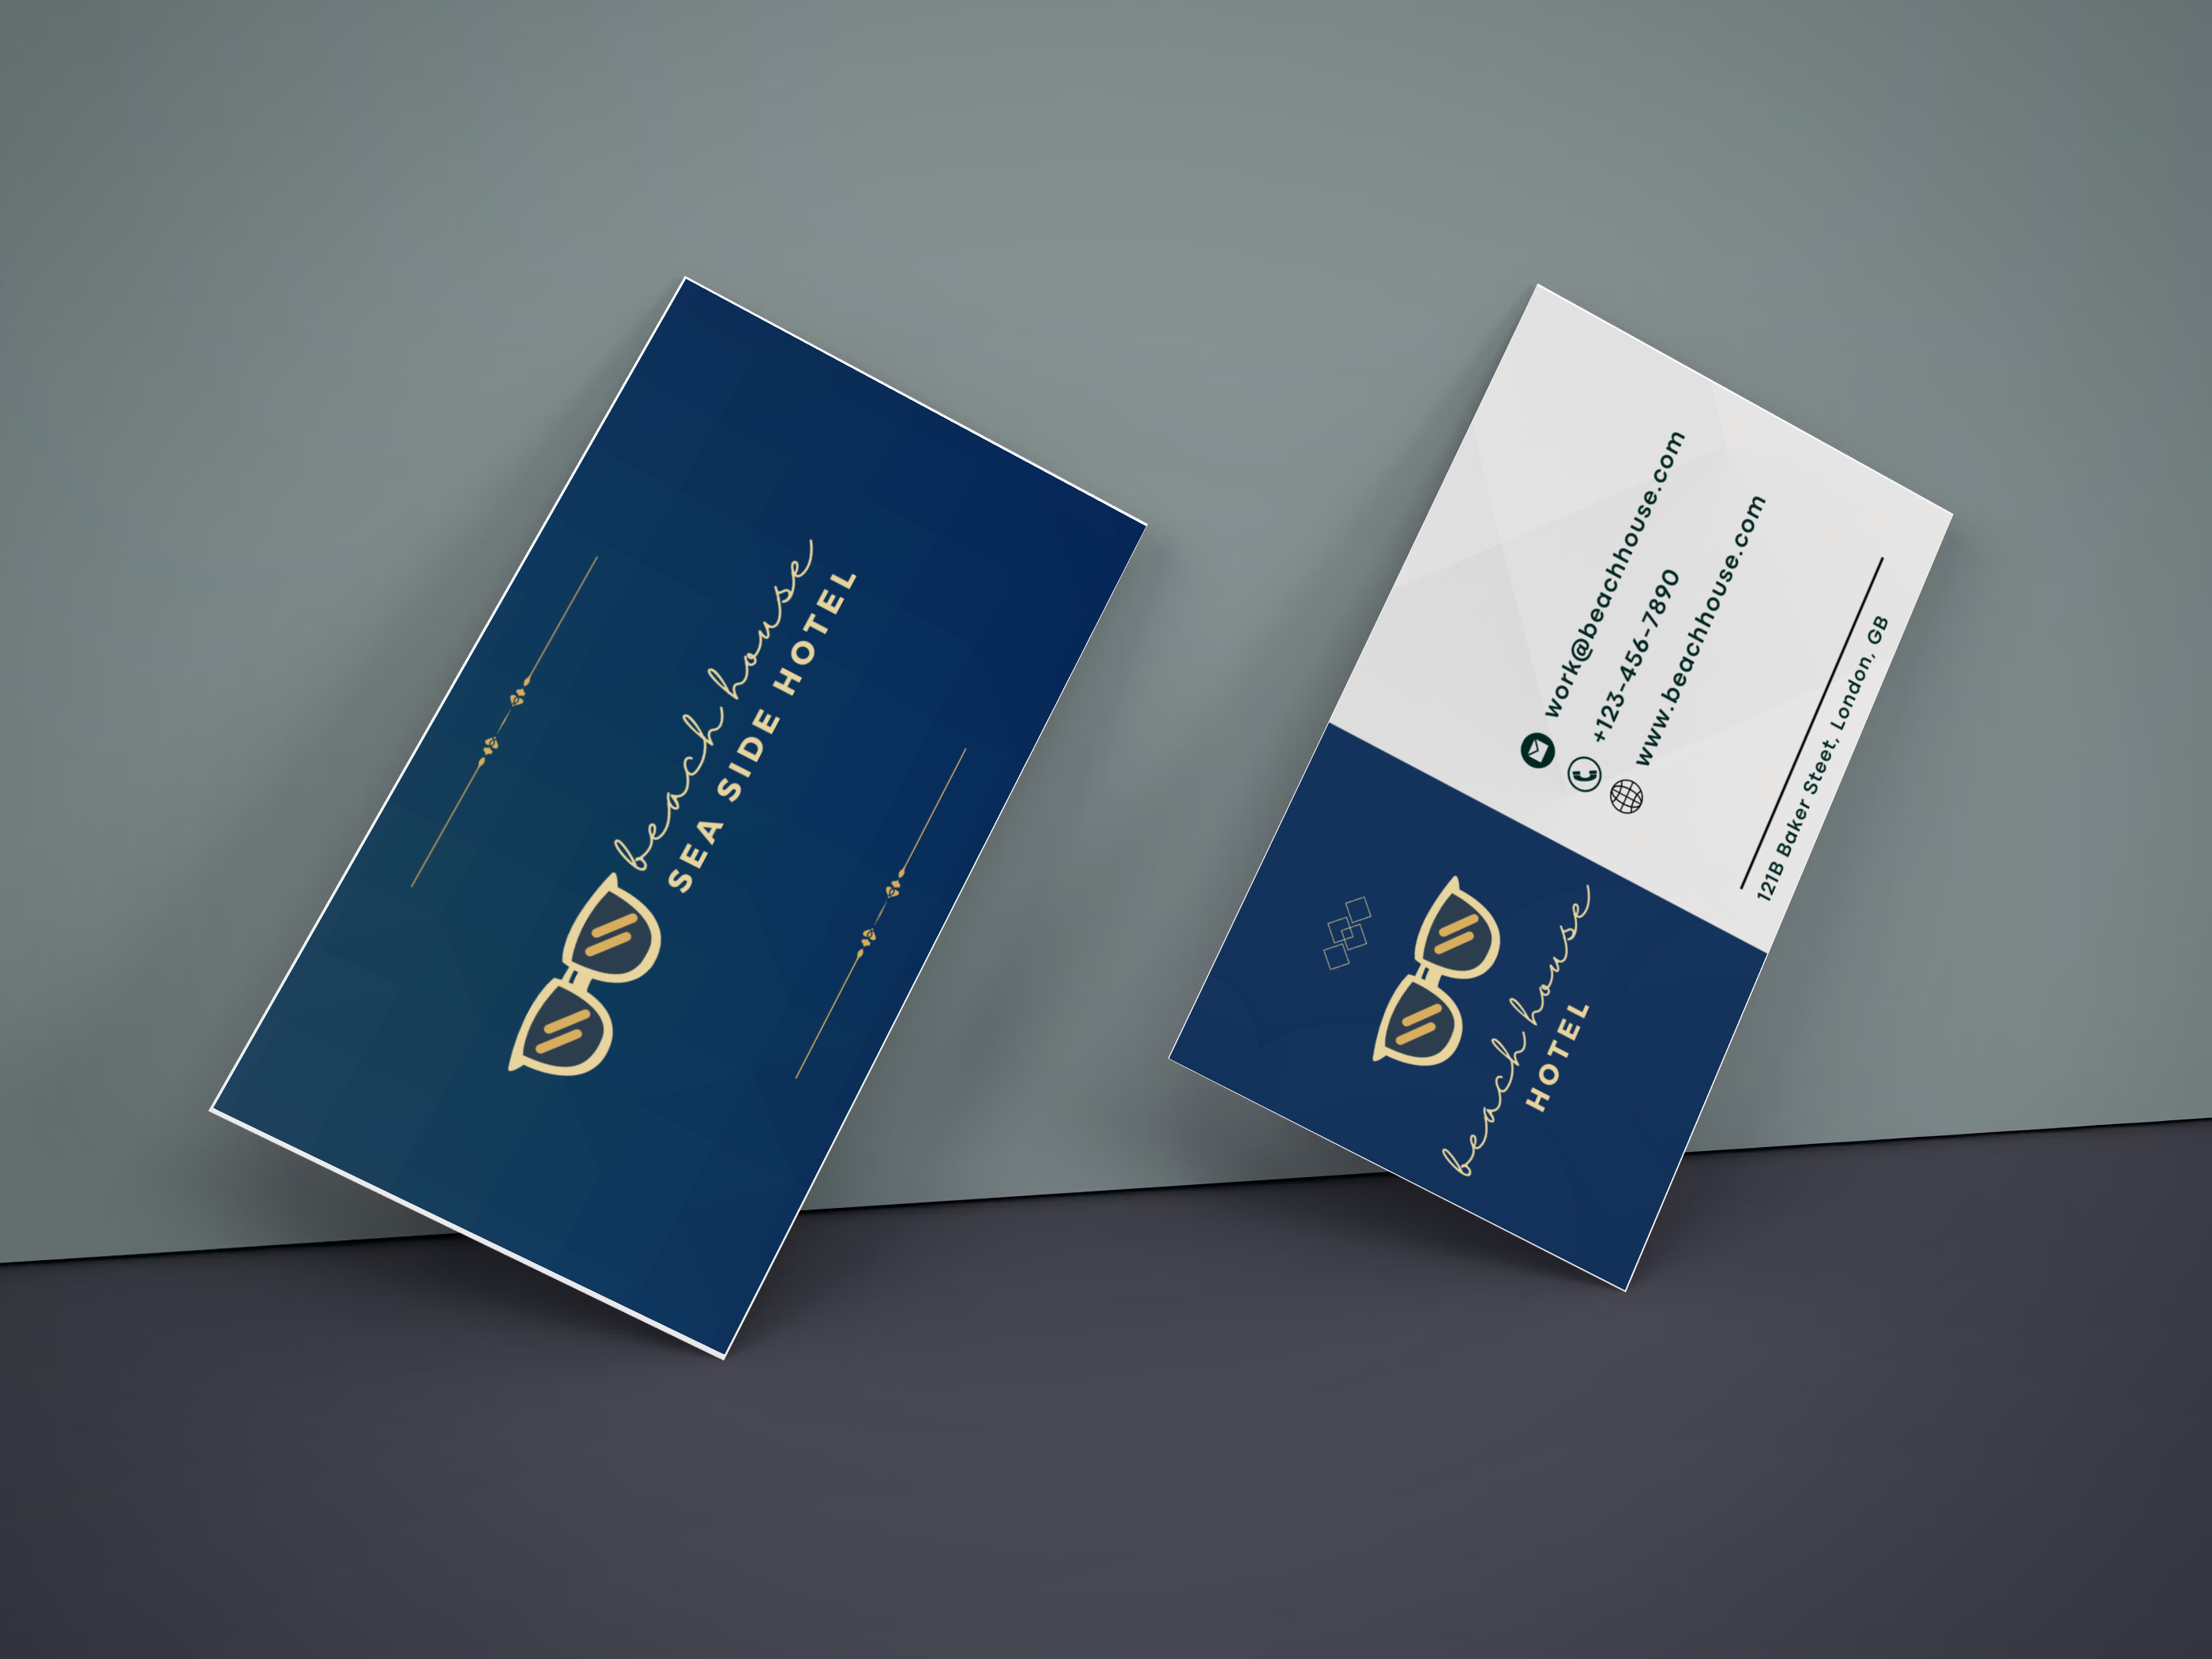 beach house
SEA SIDE HOTEL
work@beachhouse.com
+123-456-7890
www.beachhouse.com
121B Baker Steet, London, GB
beach house
HOTEL